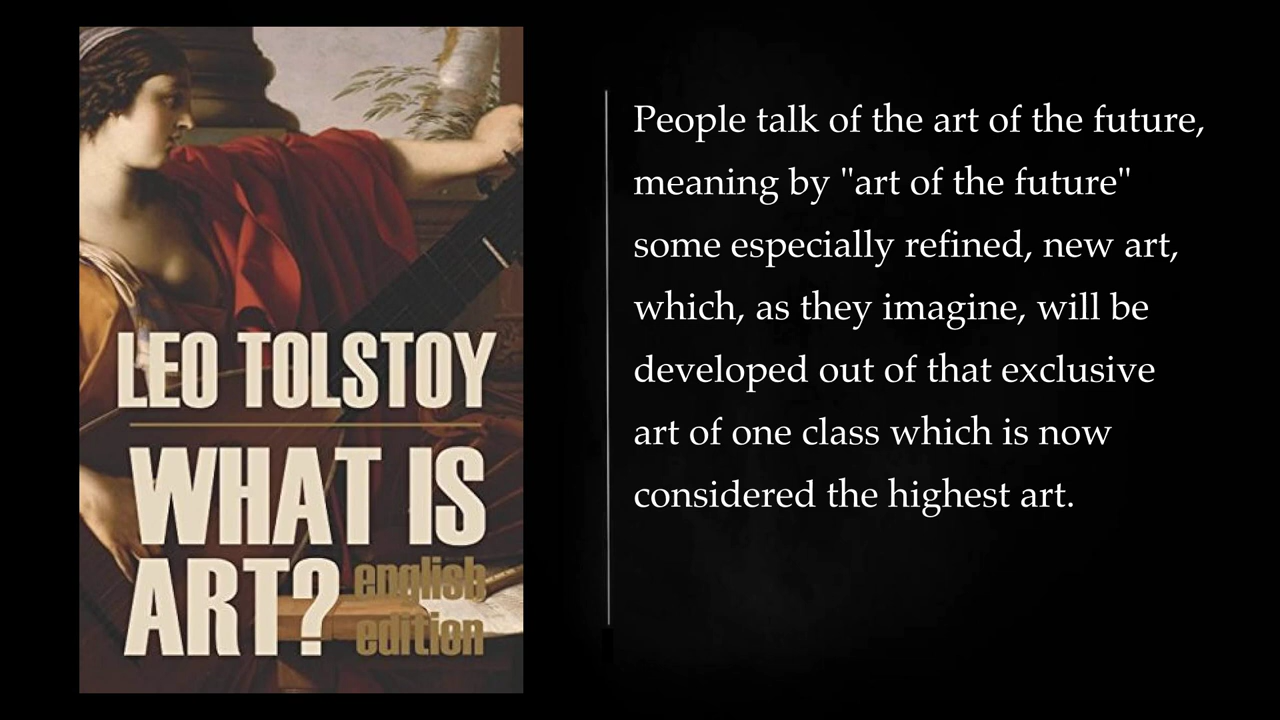 LEO TOLSTOY
WHAT IS
ART?
english
edition
People talk of the art of the future,
meaning by "art of the future"
some especially refined, new art,
which, as they imagine, will be
developed out of that exclusive
art of one class which is now
considered the highest art.